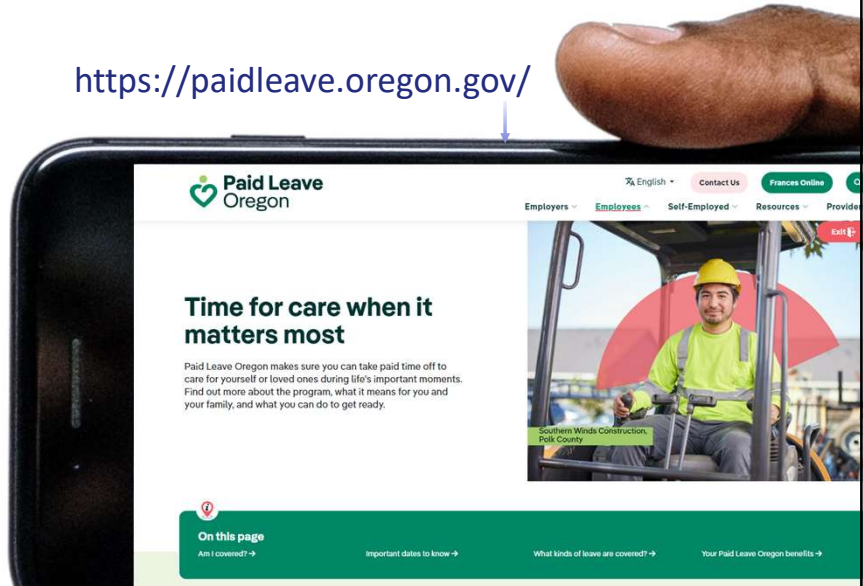 https://paidleave.oregon.gov/
Paid Leave
Oregon
English
Contact Us
Frances Online
Employers
Employees
Self-Employed
Resources
Provider
Exit
Time for care when it
matters most
Paid Leave Oregon makes sure you can take paid time off to
care for yourself or loved ones during life's important moments.
Find out more about the program, what it means for you and
your family, and what you can do to get ready.
Southern Winds Construction,
Polk County
On this page
Am I covered? →
Important dates to know →
What kinds of leave are covered? →
Your Paid Leave Oregon benefits →